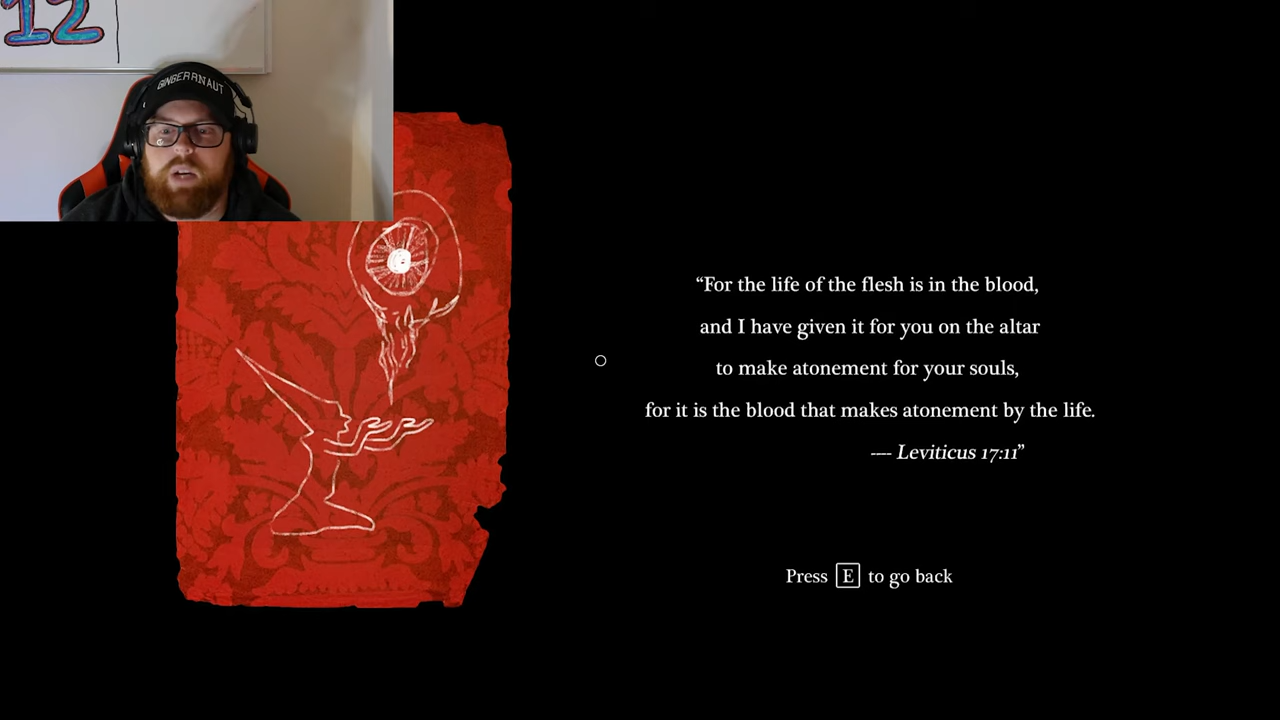 12
GINGERRNAUT
“For the life of the flesh is in the blood,
and I have given it for you on the altar
to make atonement for your souls,
for it is the blood that makes atonement by the life.
---- Leviticus 17:11”
Press E to go back